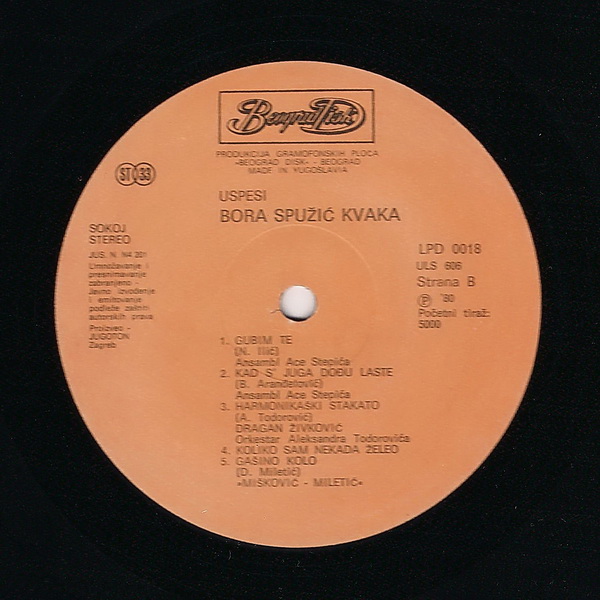 Beograd Disk
PRODUKCIJA GRAMOFONSKIH PLOČA
»BEOGRAD DISK« - BEOGRAD
MADE IN YUGOSLAVIA
ST 33
USPESI
BORA SPUŽIĆ KVAKA
SOKOJ
STEREO
JUS. N. N4 201
Umnožavanje i
presnimavanje
zabranjeno -
Javno izvođenje
i emitovanje
podleže zaštiti
autorskih prava
Proizveo -
JUGOTON
Zagreb
LPD 0018
ULS 606
Strana B
Ⓟ '80
Početni tiraž:
5000
1. GUBIM TE
(N. Ilić)
Ansambl Ace Stepića
2. KAD S' JUGA DOĐU LASTE
(B. Aranđelović)
Ansambl Ace Stepića
3. HARMONIKAŠKI STAKATO
(A. Todorović)
DRAGAN ŽIVKOVIĆ
Orkestar Aleksandra Todorovića
4. KOLIKO SAM NEKADA ŽELEO
5. GAŠINO KOLO
(D. Miletić)
»MIŠKOVIĆ - MILETIĆ«